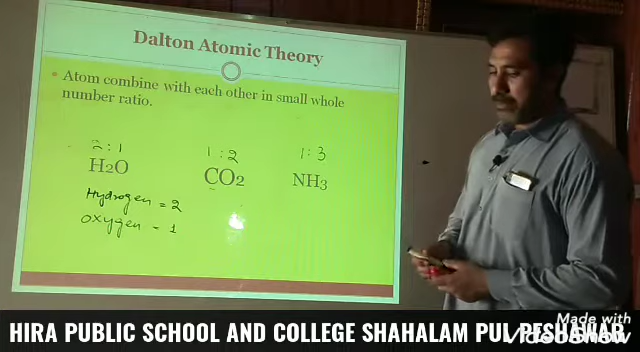 Dalton Atomic Theory
Atom combine with each other in small whole
number ratio.
2:1 1:2 1:3
H2O CO2 NH3
Hydrogen = 2
Oxygen - 1
HIRA PUBLIC SCHOOL AND COLLEGE SHAHALAM PUL PESHAWAR
Made with
VideoShow